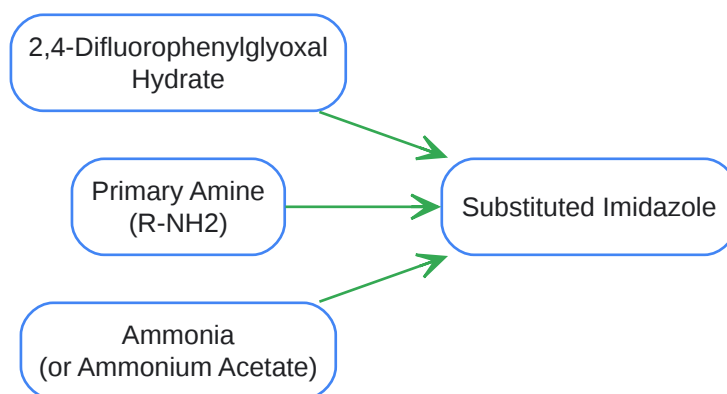 2,4-Difluorophenylglyoxal
Hydrate
Primary Amine
(R-NH2)
Substituted Imidazole
Ammonia
(or Ammonium Acetate)